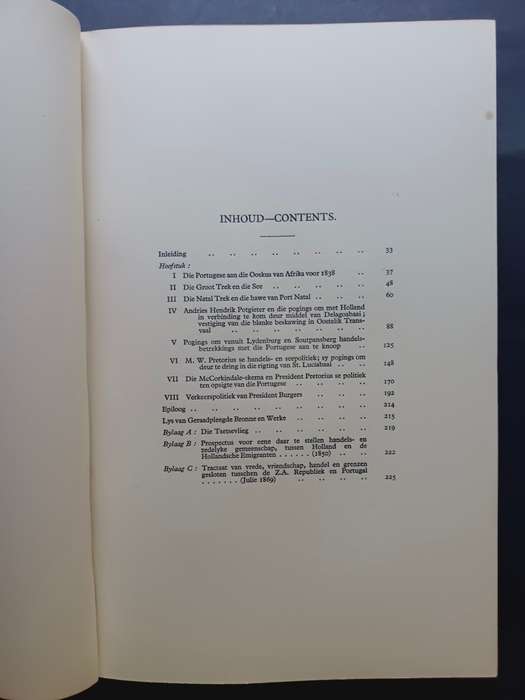 INHOUD—CONTENTS.
Inleiding .. .. .. .. .. .. .. .. 33
Hoofstuk :
I Die Portugese aan die Ooskus van Afrika voor 1838 .. 37
II Die Groot Trek en die See .. .. .. .. .. 48
III Die Natal Trek en die hawe van Port Natal .. .. .. 60
IV Andries Hendrik Potgieter en die pogings om met Holland
in verbinding te kom deur middel van Delagoabaai ;
vestiging van die blanke beskawing in Oostelik Trans-
vaal .. .. .. .. .. .. .. 88
V Pogings om vanuit Lydenburg en Soutpansberg handels-
betrekkings met die Portugese aan te knoop .. 125
VI M. W. Pretorius se handels- en seepolitiek; sy pogings om
deur te dring in die rigting van St. Luciabaai .. .. 148
VII Die McCorkindale-skema en President Pretorius se politiek
ten opsigte van die Portugese .. .. .. .. 170
VIII Verkeerspolitiek van President Burgers .. .. .. 192
Epiloog .. .. .. .. .. .. .. .. 214
Lys van Geraadpleegde Bronne en Werke .. .. .. .. 215
Bylaag A : Die Tsetsevlieg .. .. .. .. .. 219
Bylaag B : Prospectus voor eene daar te stellen handels- en
zedelyke gemeenschap, tussen Holland en de
Hollandsche Emigranten . . . . . . (1850) .. .. 222
Bylaag C : Tractaat van vrede, vriendschap, handel en grenzen
gesloten tusschen de Z.A. Republiek en Portugal
. . . . . . . (Julie 1869) .. .. .. .. 225